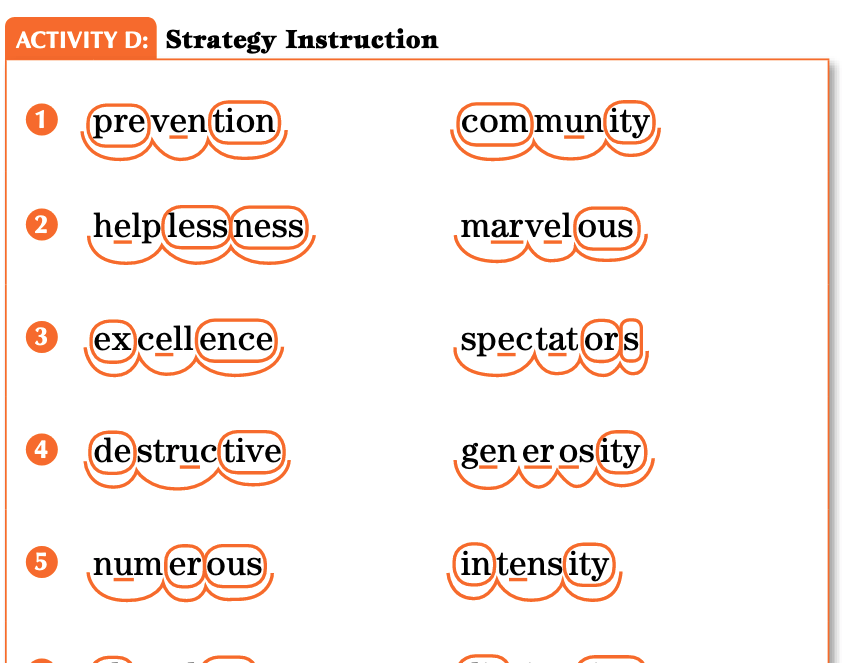 ACTIVITY D: Strategy Instruction
1 prevention community
2 helplessness marvelous
3 excellence spectators
4 destructive generosity
5 numerous intensity